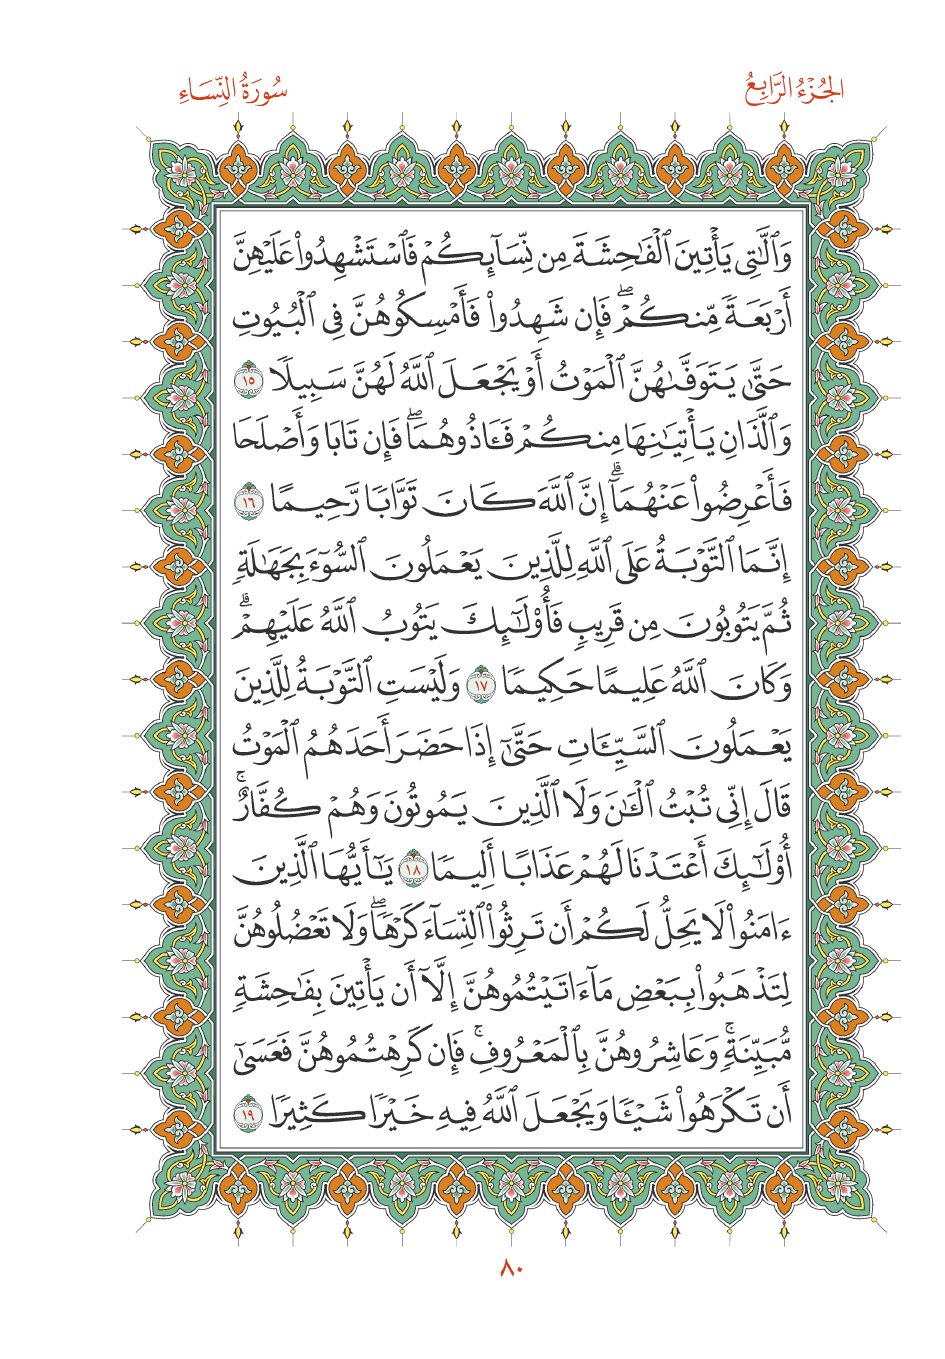 الجُزْءُ الرَّابِعُ
سُورَةُ النِّسَاءِ
وَٱلَّٰتِي يَأۡتِينَ ٱلۡفَٰحِشَةَ مِن نِّسَآئِكُمۡ فَٱسۡتَشۡهِدُواْ عَلَيۡهِنَّ
أَرۡبَعَةٗ مِّنكُمۡۖ فَإِن شَهِدُواْ فَأَمۡسِكُوهُنَّ فِي ٱلۡبُيُوتِ
حَتَّىٰ يَتَوَفَّىٰهُنَّ ٱلۡمَوۡتُ أَوۡ يَجۡعَلَ ٱللَّهُ لَهُنَّ سَبِيلٗا ١٥
وَٱلَّذَانِ يَأۡتِيَٰنِهَا مِنكُمۡ فَـَٔاذُوهُمَاۖ فَإِن تَابَا وَأَصۡلَحَا
فَأَعۡرِضُواْ عَنۡهُمَآۗ إِنَّ ٱللَّهَ كَانَ تَوَّابٗا رَّحِيمًا ١٦
إِنَّمَا ٱلتَّوۡبَةُ عَلَى ٱللَّهِ لِلَّذِينَ يَعۡمَلُونَ ٱلسُّوٓءَ بِجَهَٰلَةٖ
ثُمَّ يَتُوبُونَ مِن قَرِيبٖ فَأُوْلَٰٓئِكَ يَتُوبُ ٱللَّهُ عَلَيۡهِمۡۗ
وَكَانَ ٱللَّهُ عَلِيمًا حَكِيمٗا ١٧ وَلَيۡسَتِ ٱلتَّوۡبَةُ لِلَّذِينَ
يَعۡمَلُونَ ٱلسَّيِّـَٔاتِ حَتَّىٰٓ إِذَا حَضَرَ أَحَدَهُمُ ٱلۡمَوۡتُ
قَالَ إِنِّي تُبۡتُ ٱلۡـَٰٔنَ وَلَا ٱلَّذِينَ يَمُوتُونَ وَهُمۡ كُفَّارٌۚ
أُوْلَٰٓئِكَ أَعۡتَدۡنَا لَهُمۡ عَذَابًا أَلِيمٗا ١٨ يَٰٓأَيُّهَا ٱلَّذِينَ
ءَامَنُواْ لَا يَحِلُّ لَكُمۡ أَن تَرِثُواْ ٱلنِّسَآءَ كَرۡهٗاۖ وَلَا تَعۡضُلُوهُنَّ
لِتَذۡهَبُواْ بِبَعۡضِ مَآ ءَاتَيۡتُمُوهُنَّ إِلَّآ أَن يَأۡتِينَ بِفَٰحِشَةٖ
مُّبَيِّنَةٖۚ وَعَاشِرُوهُنَّ بِٱلۡمَعۡرُوفِۚ فَإِن كَرِهۡتُمُوهُنَّ فَعَسَىٰٓ
أَن تَكۡرَهُواْ شَيۡـٔٗا وَيَجۡعَلَ ٱللَّهُ فِيهِ خَيۡرٗا كَثِيرٗا ١٩
٨٠